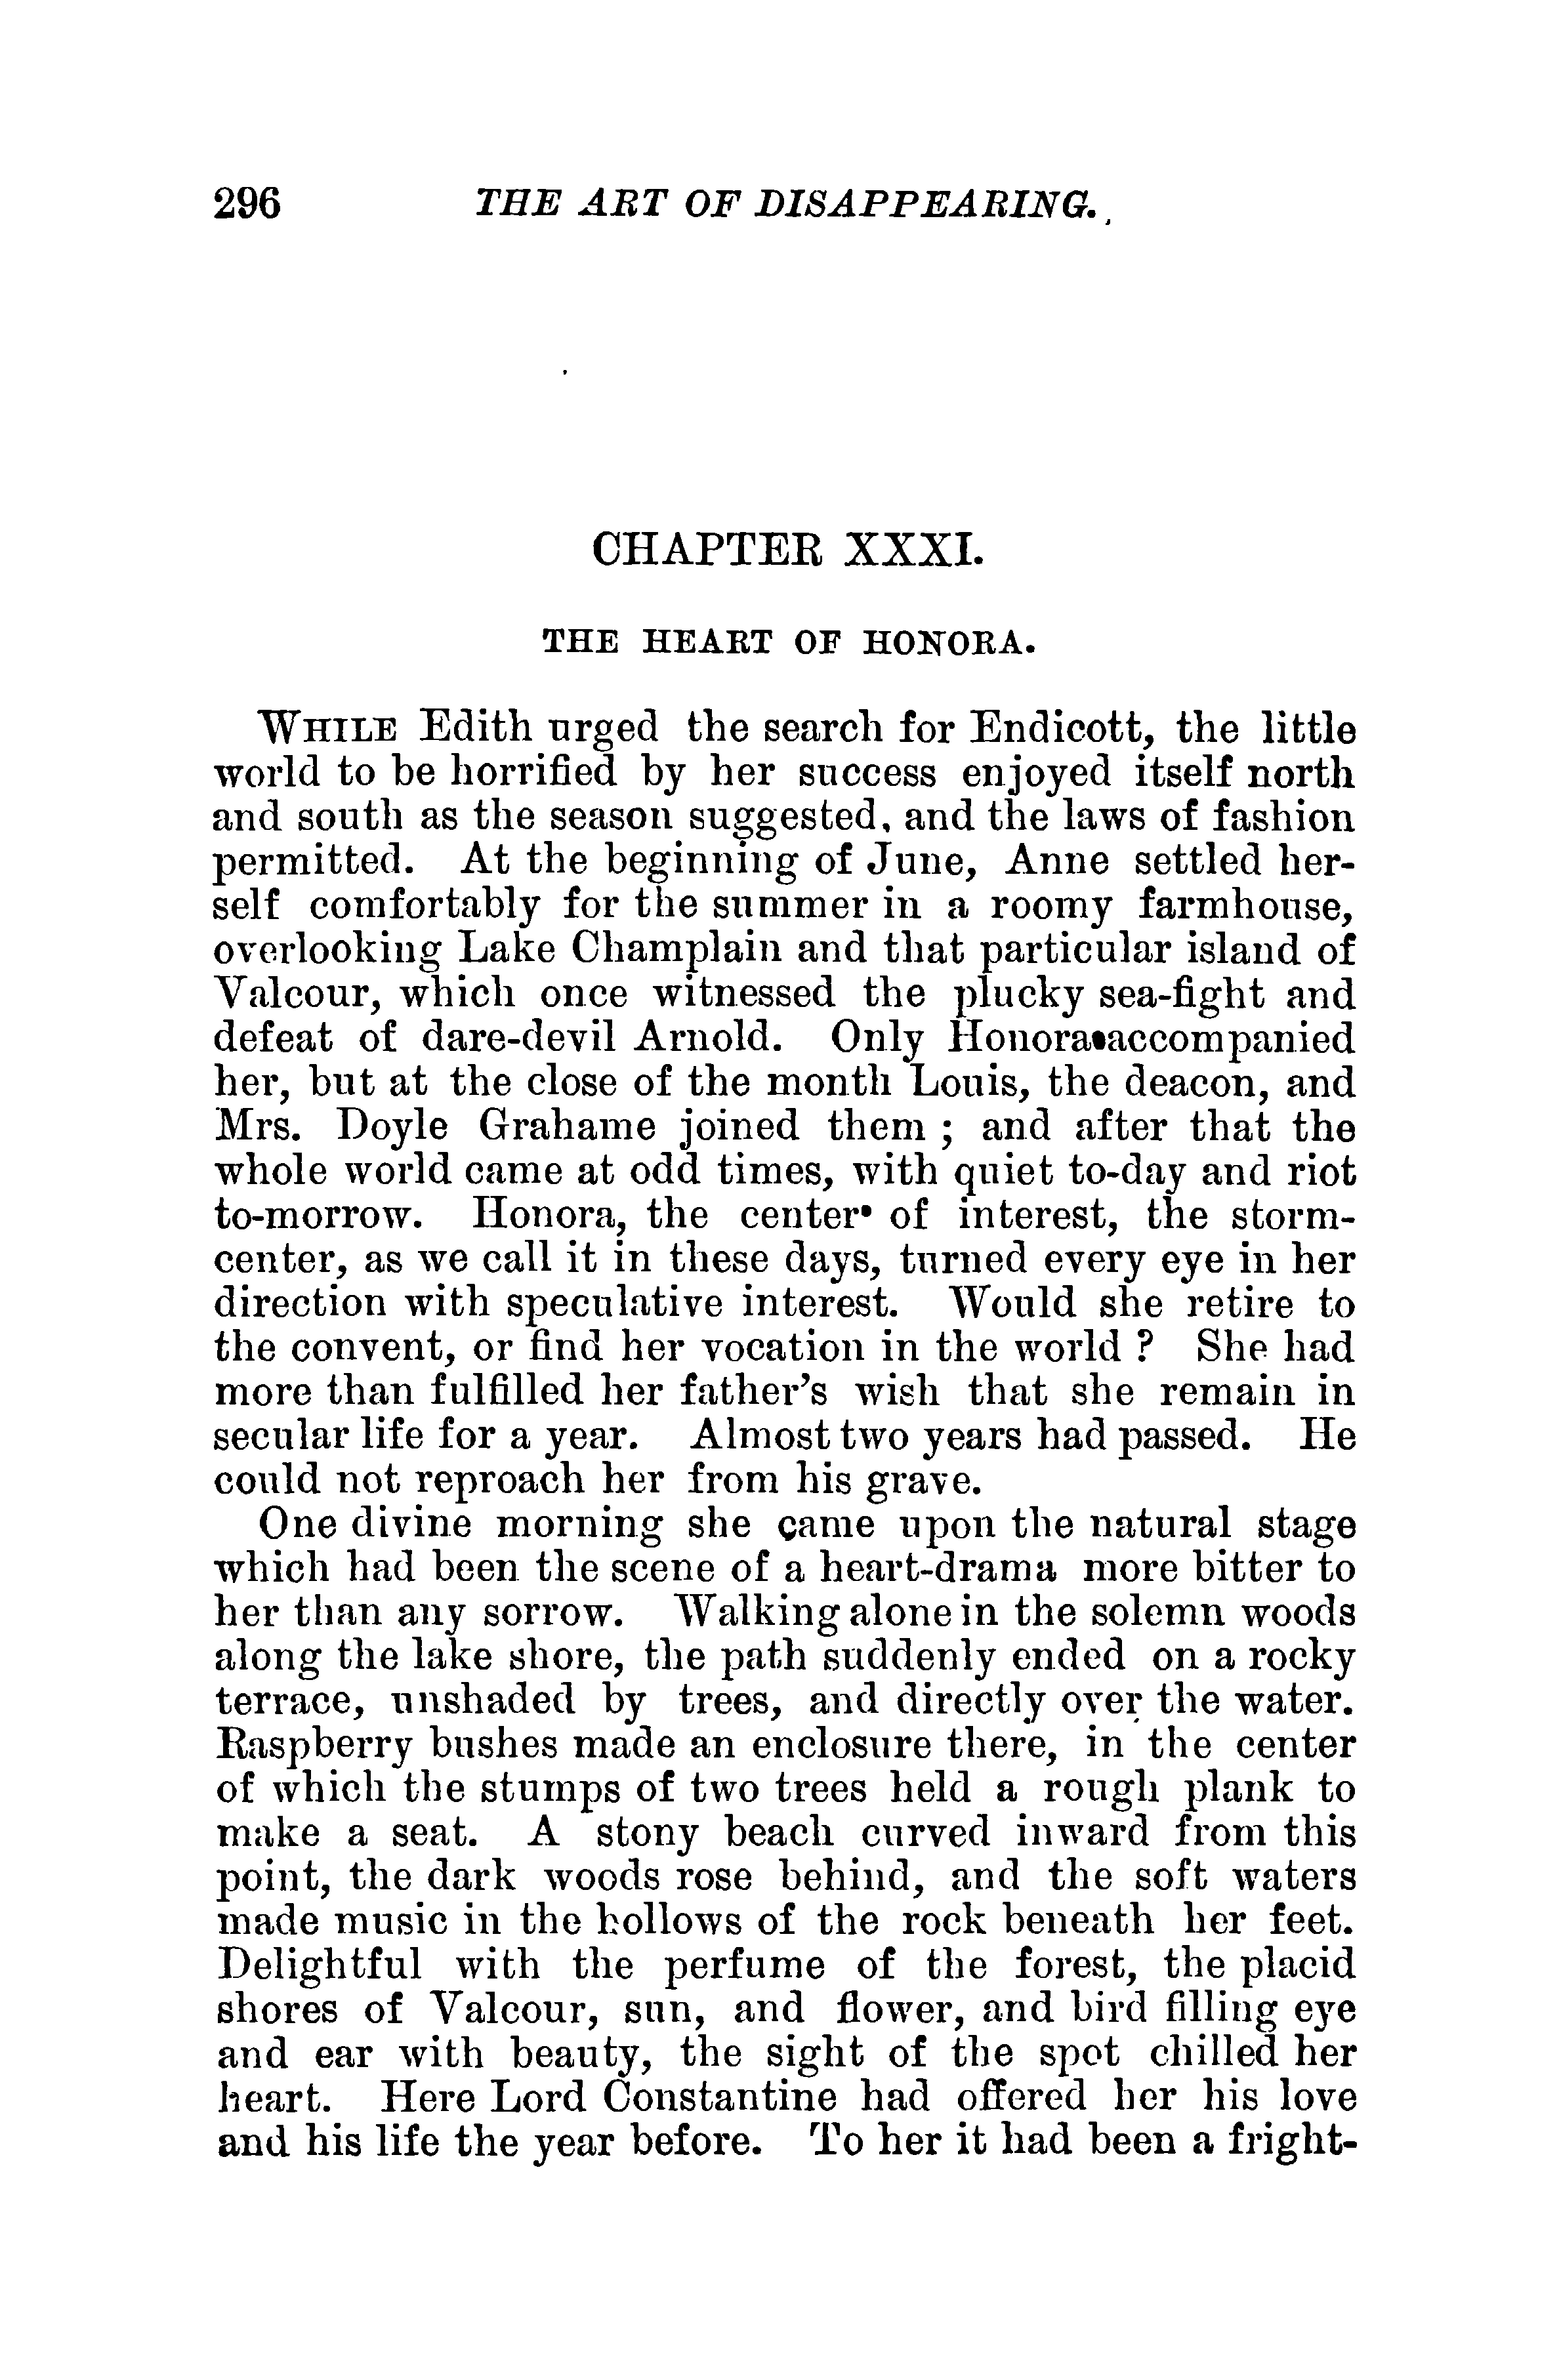 296 THE ART OF DISAPPEARING.
CHAPTER XXXI.
THE HEART OF HONORA.
WHILE Edith urged the search for Endicott, the little
world to be horrified by her success enjoyed itself north
and south as the season suggested, and the laws of fashion
permitted. At the beginning of June, Anne settled her-
self comfortably for the summer in a roomy farmhouse,
overlooking Lake Champlain and that particular island of
Valcour, which once witnessed the plucky sea-fight and
defeat of dare-devil Arnold. Only Honora accompanied
her, but at the close of the month Louis, the deacon, and
Mrs. Doyle Grahame joined them ; and after that the
whole world came at odd times, with quiet to-day and riot
to-morrow. Honora, the center of interest, the storm-
center, as we call it in these days, turned every eye in her
direction with speculative interest. Would she retire to
the convent, or find her vocation in the world ? She had
more than fulfilled her father's wish that she remain in
secular life for a year. Almost two years had passed. He
could not reproach her from his grave.
One divine morning she came upon the natural stage
which had been the scene of a heart-drama more bitter to
her than any sorrow. Walking alone in the solemn woods
along the lake shore, the path suddenly ended on a rocky
terrace, unshaded by trees, and directly over the water.
Raspberry bushes made an enclosure there, in the center
of which the stumps of two trees held a rough plank to
make a seat. A stony beach curved inward from this
point, the dark woods rose behind, and the soft waters
made music in the hollows of the rock beneath her feet.
Delightful with the perfume of the forest, the placid
shores of Valcour, sun, and flower, and bird filling eye
and ear with beauty, the sight of the spot chilled her
heart. Here Lord Constantine had offered her his love
and his life the year before. To her it had been a fright-